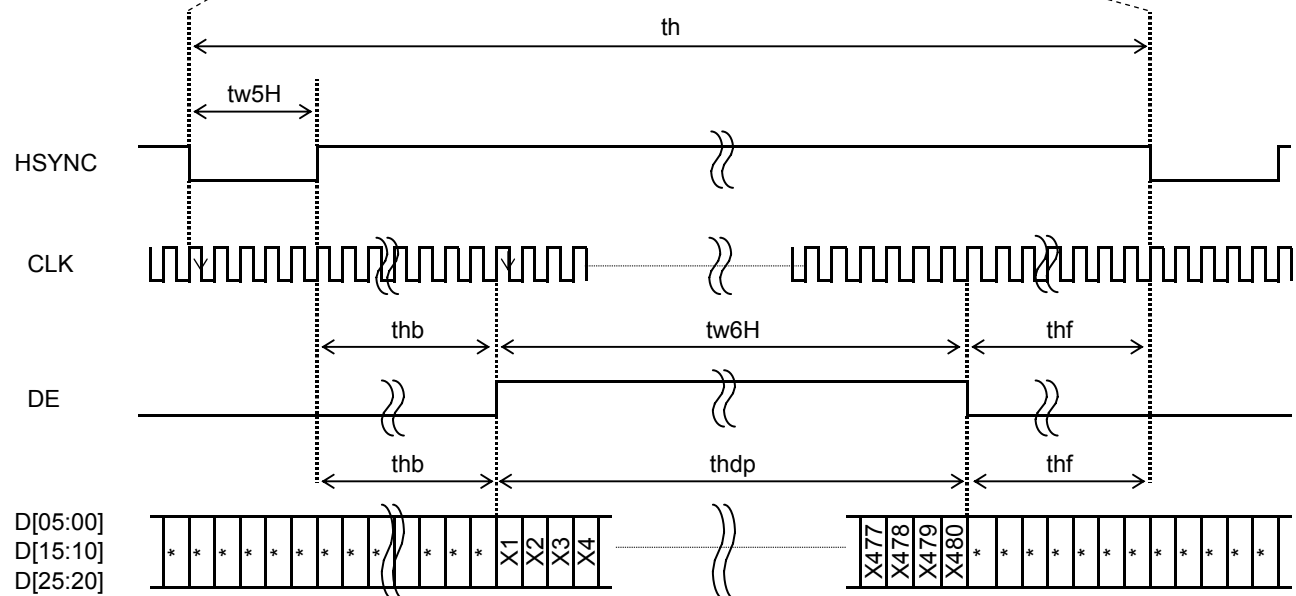 th
tw5H
HSYNC
CLK
thb tw6H thf
DE
thb thdp thf
D[05:00]
D[15:10]
D[25:20]
* * * * * * * * * * * * X1 X2 X3 X4 X477 X478 X479 X480 * * * * * * * * * * * *